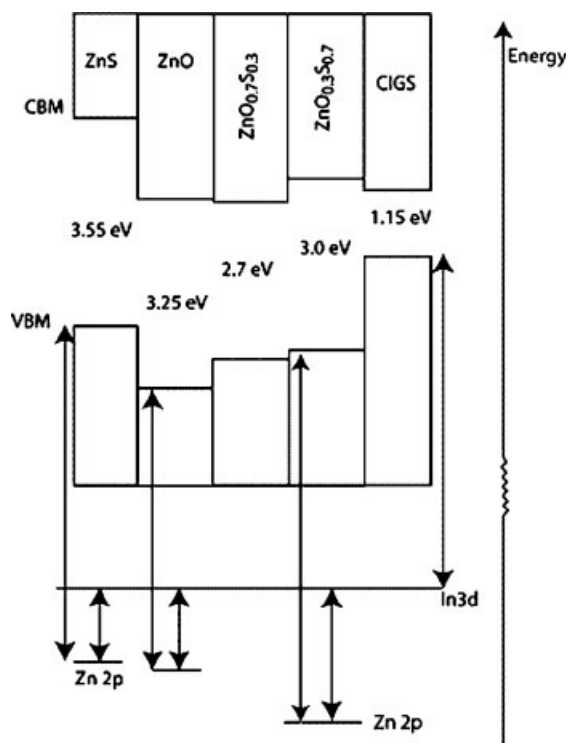 ZnS
ZnO
ZnO0.7S0.3
ZnO0.3S0.7
CIGS
Energy
CBM
3.55 eV
3.25 eV
2.7 eV
3.0 eV
1.15 eV
VBM
In3d
Zn 2p
Zn 2p